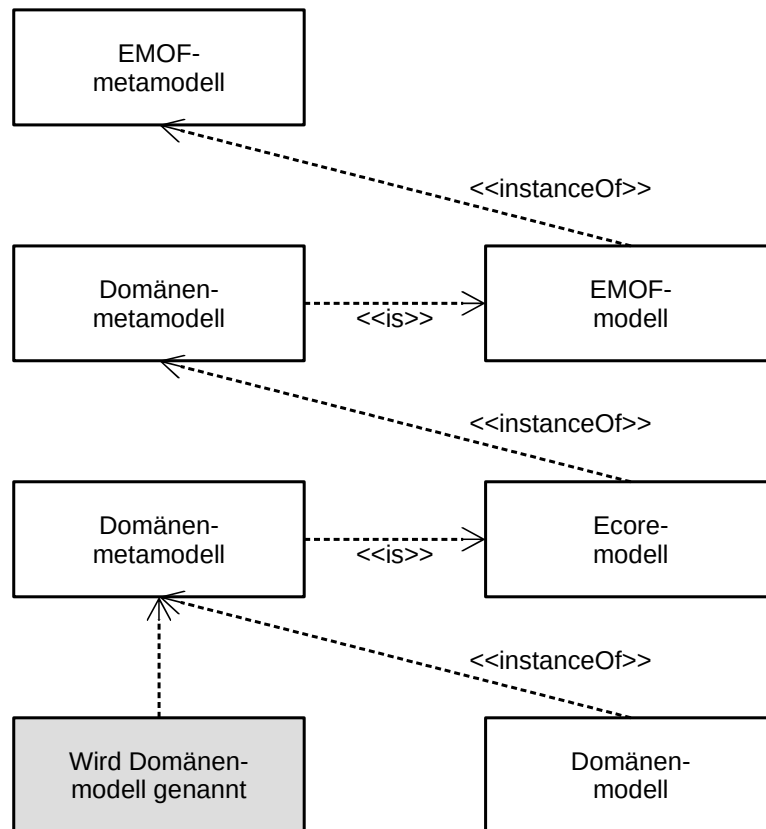 EMOF-
metamodell
<<instanceOf>>
Domänen-
metamodell
<<is>>
EMOF-
modell
<<instanceOf>>
Domänen-
metamodell
<<is>>
Ecore-
modell
<<instanceOf>>
Wird Domänen-
modell genannt
Domänen-
modell